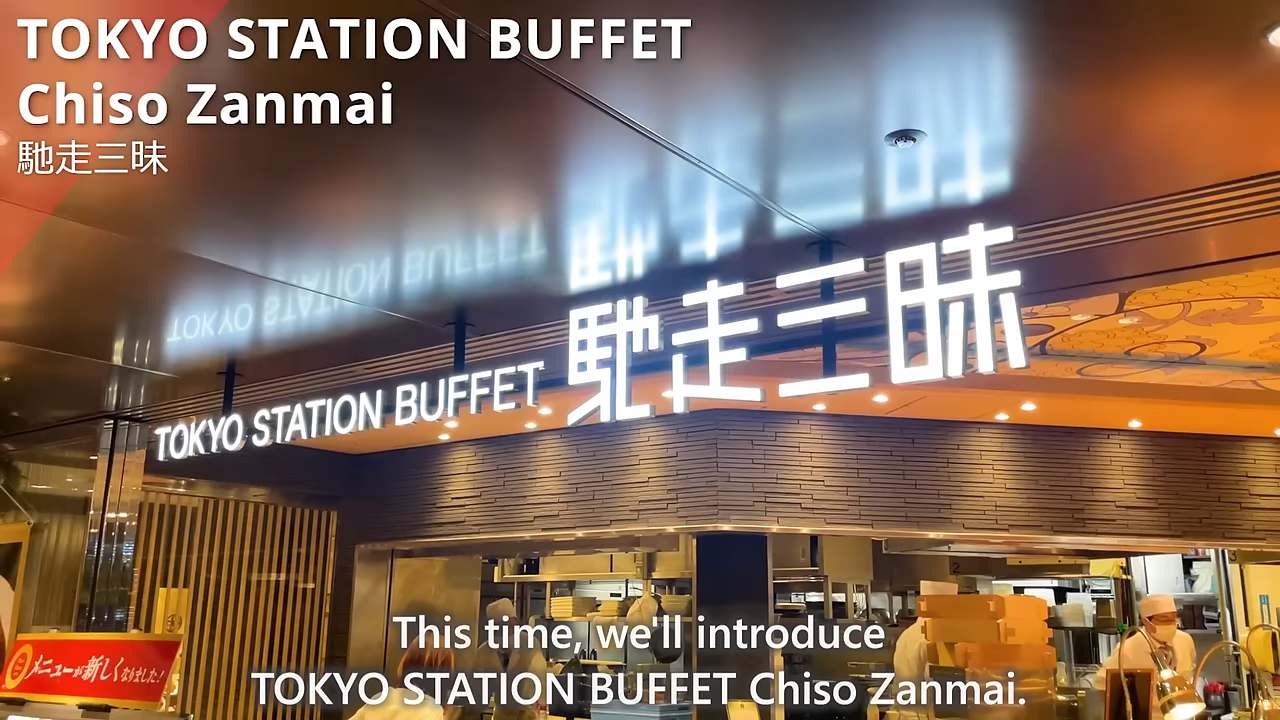 TOKYO STATION BUFFET
Chiso Zanmai
馳走三昧
TOKYO STATION BUFFET 馳走三昧
メニューが新しくなりました!
2
This time, we'll introduce
TOKYO STATION BUFFET Chiso Zanmai.